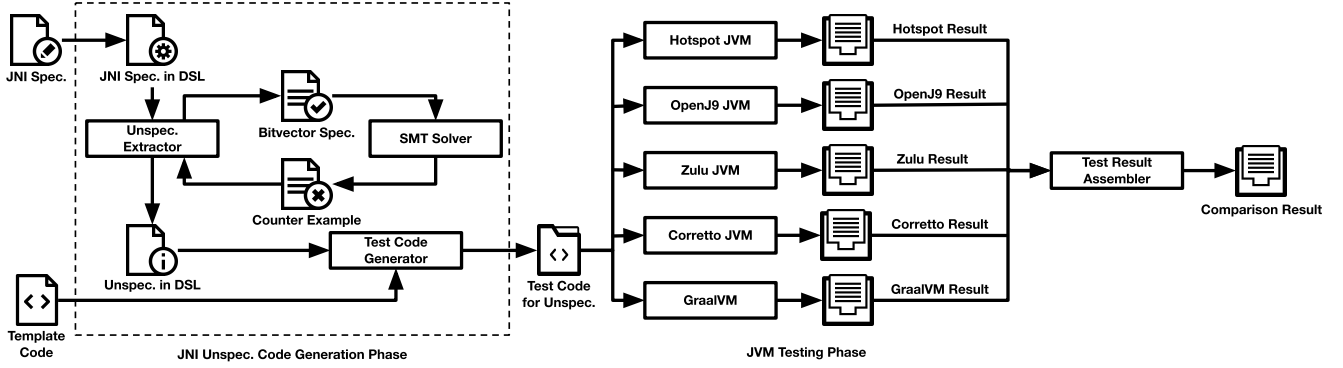 JNI Spec.
JNI Spec. in DSL
Unspec.
Extractor
Bitvector Spec.
SMT Solver
Counter Example
Unspec. in DSL
Test Code
Generator
Template
Code
JNI Unspec. Code Generation Phase
Test Code
for Unspec.
Hotspot JVM
Hotspot Result
OpenJ9 JVM
OpenJ9 Result
Zulu JVM
Zulu Result
Corretto JVM
Corretto Result
GraalVM
GraalVM Result
JVM Testing Phase
Test Result
Assembler
Comparison Result